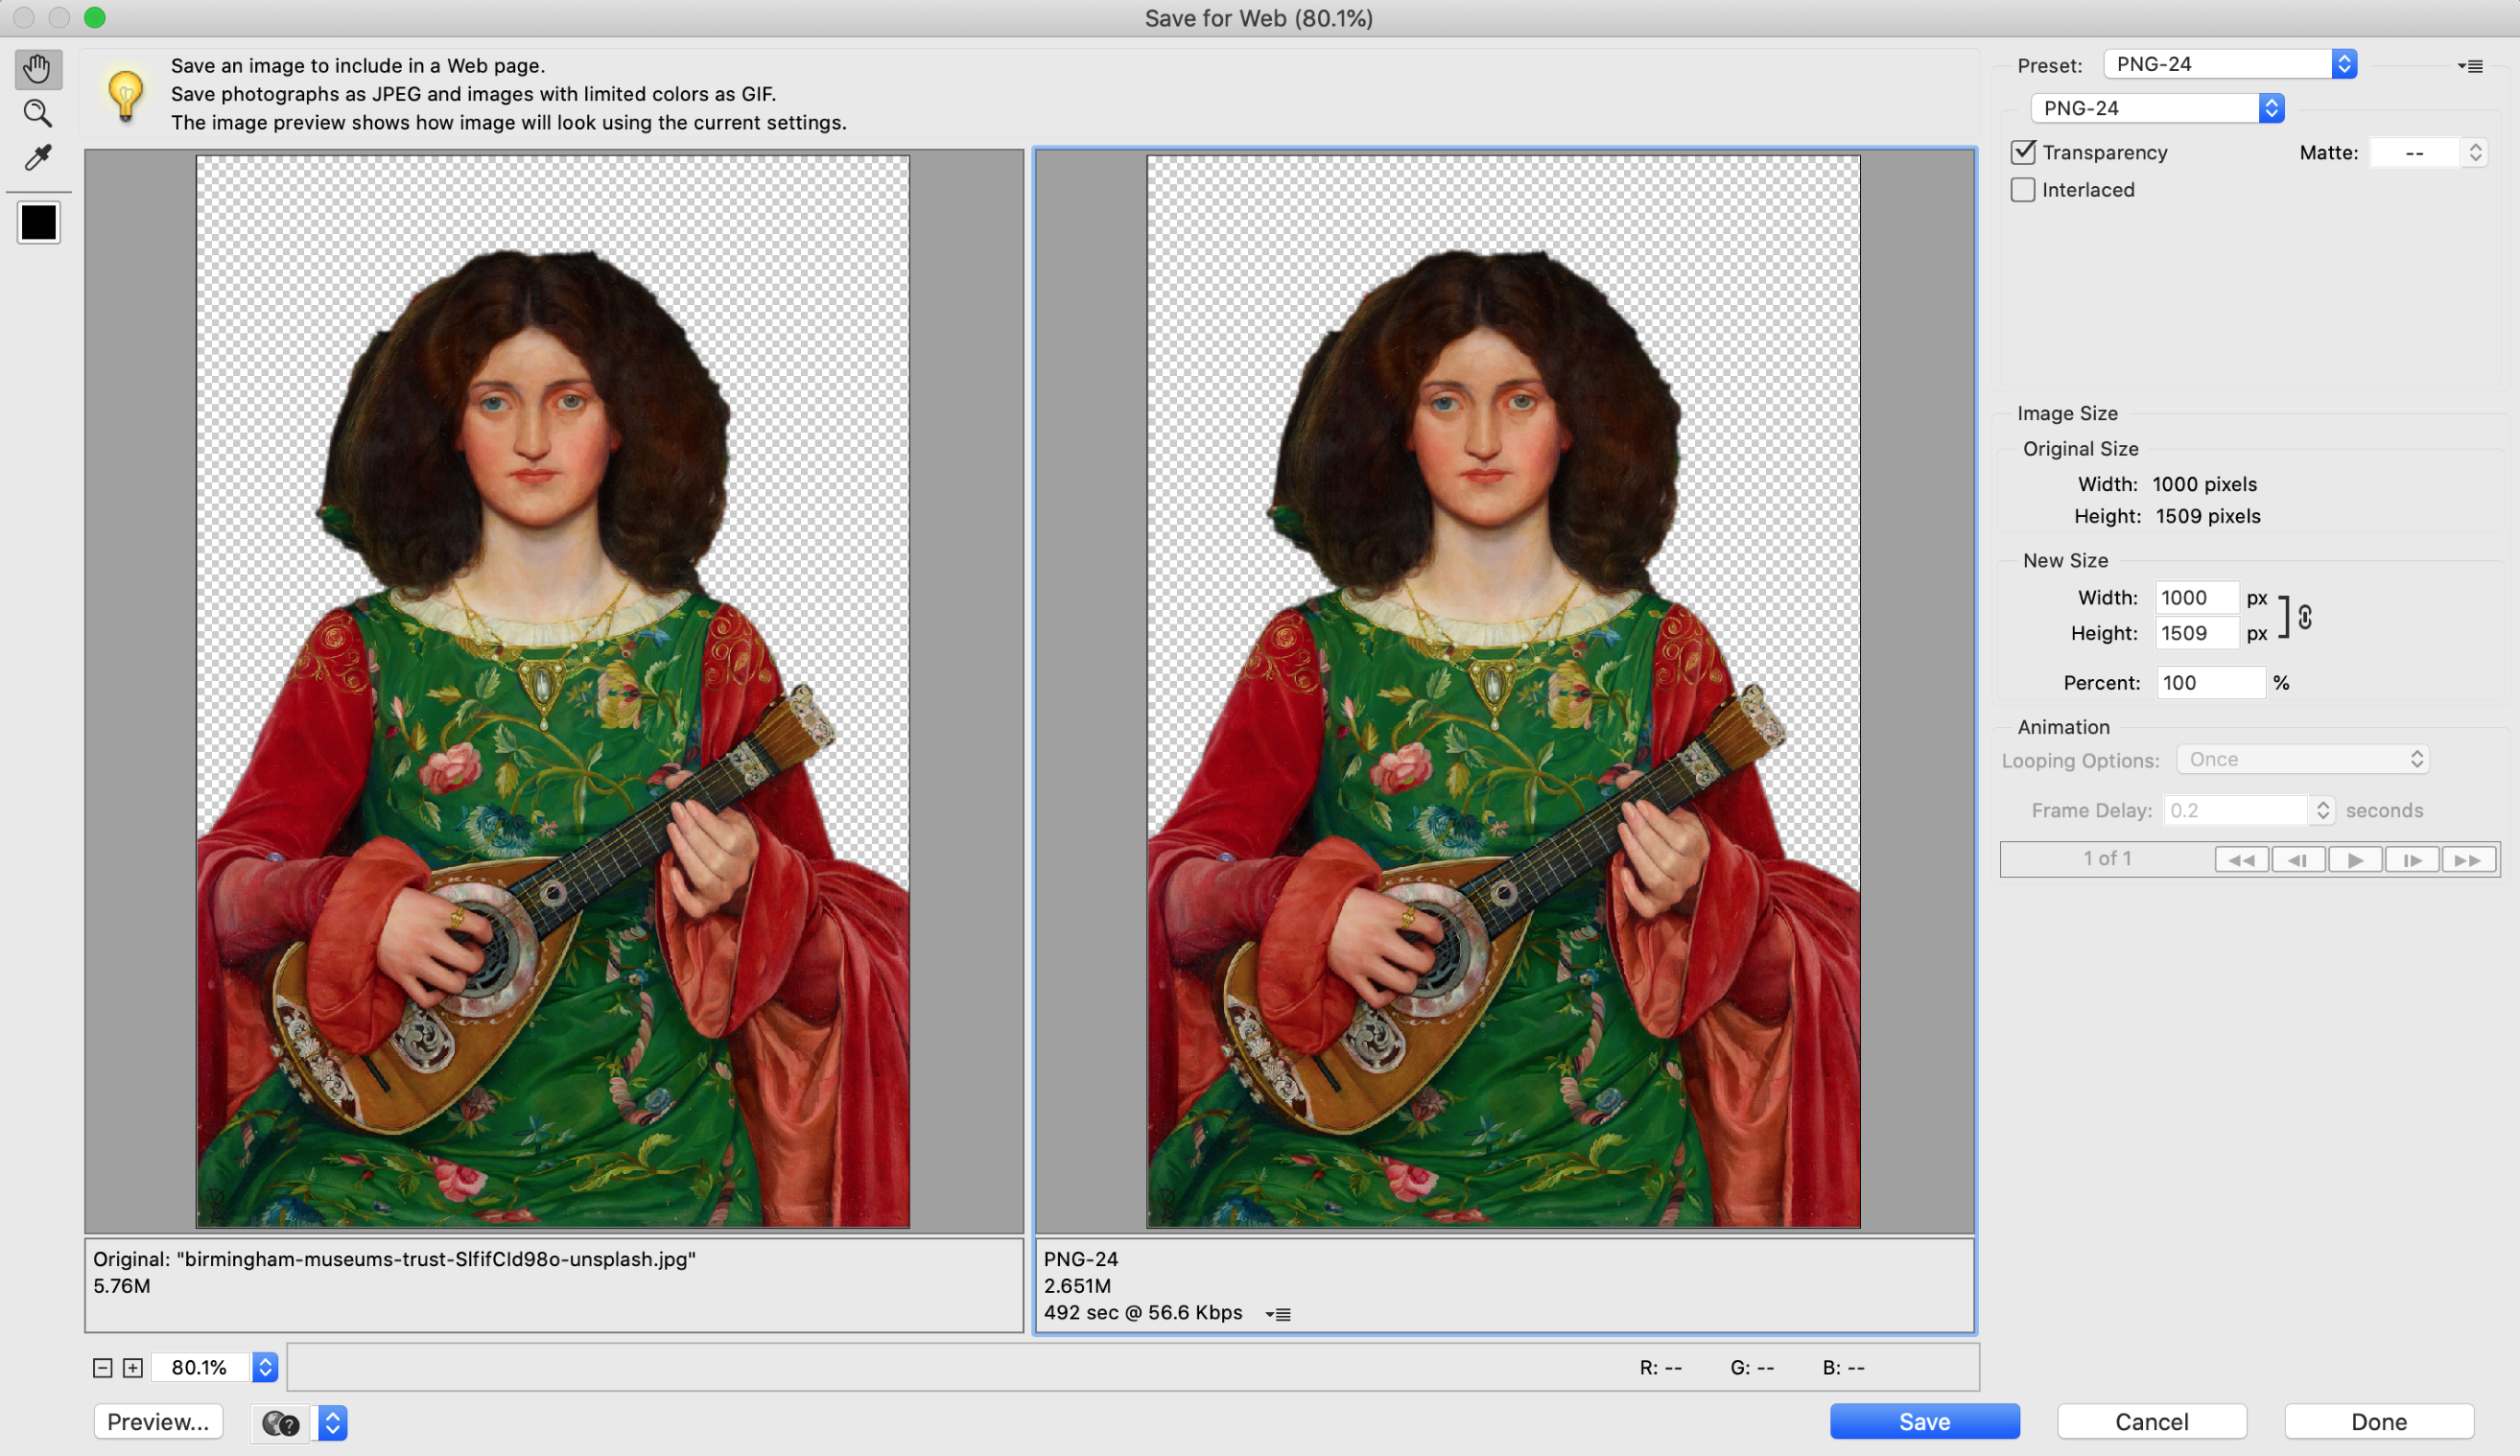 Save for Web (80.1%)
Save an image to include in a Web page.
Save photographs as JPEG and images with limited colors as GIF.
The image preview shows how image will look using the current settings.
Preset: PNG-24
PNG-24
Transparency
Matte: --
Interlaced
Image Size
Original Size
Width: 1000 pixels
Height: 1509 pixels
New Size
Width: 1000 px
Height: 1509 px
Percent: 100 %
Animation
Looping Options: Once
Frame Delay: 0.2 seconds
1 of 1
Original: "birmingham-museums-trust-SlfifCId98o-unsplash.jpg"
5.76M
PNG-24
2.651M
492 sec @ 56.6 Kbps
80.1%
R: -- G: -- B: --
Preview...
?
Save
Cancel
Done